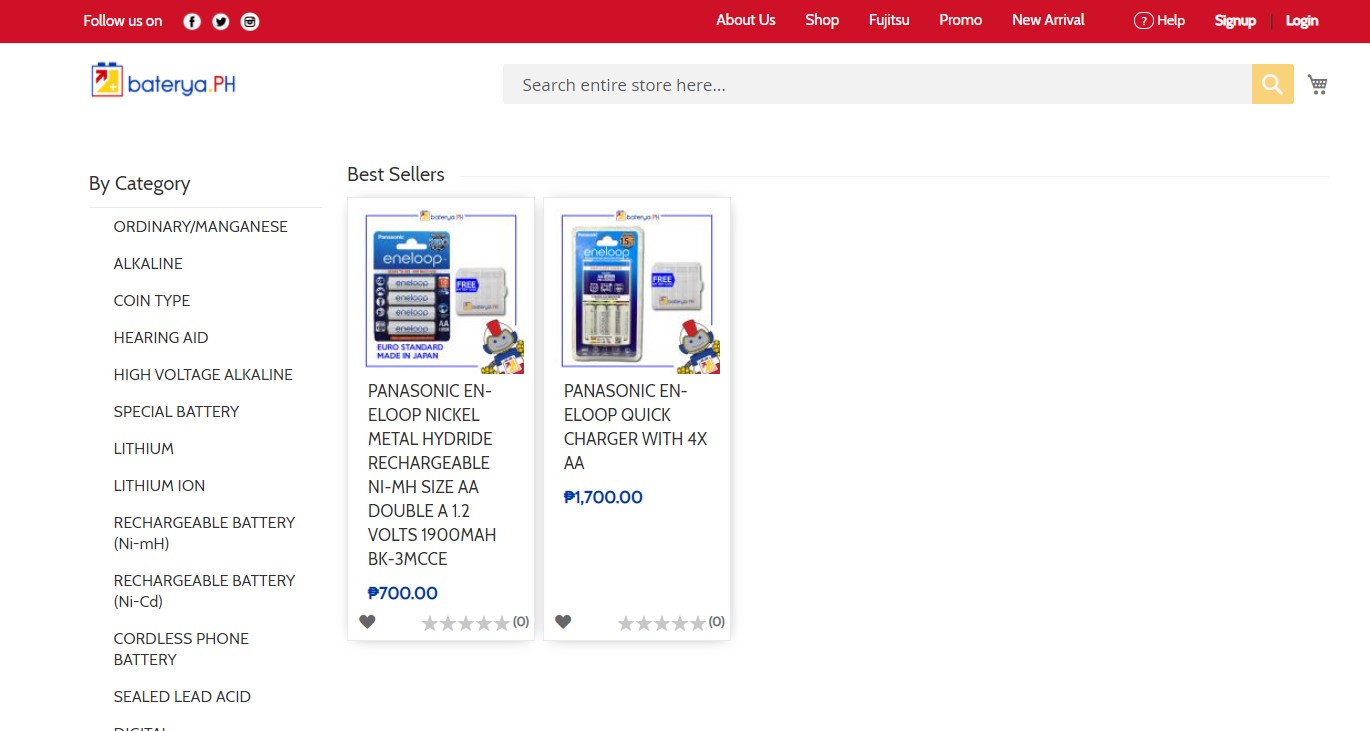 Follow us on
About Us
Shop
Fujitsu
Promo
New Arrival
? Help
Signup
Login
baterya.PH
Search entire store here...
By Category
ORDINARY/MANGANESE
ALKALINE
COIN TYPE
HEARING AID
HIGH VOLTAGE ALKALINE
SPECIAL BATTERY
LITHIUM
LITHIUM ION
RECHARGEABLE BATTERY
(Ni-mH)
RECHARGEABLE BATTERY
(Ni-Cd)
CORDLESS PHONE
BATTERY
SEALED LEAD ACID
DIGITAL
Best Sellers
baterya.PH
Panasonic
eneloop
eneloop
eneloop
eneloop
eneloop
AA
FREE
baterya.PH
EURO STANDARD
MADE IN JAPAN
PANASONIC EN-
ELOOP NICKEL
METAL HYDRIDE
RECHARGEABLE
NI-MH SIZE AA
DOUBLE A 1.2
VOLTS 1900MAH
BK-3MCCE
₱700.00
(0)
baterya.PH
Panasonic
eneloop
FREE
baterya.PH
PANASONIC EN-
ELOOP QUICK
CHARGER WITH 4X
AA
₱1,700.00
(0)